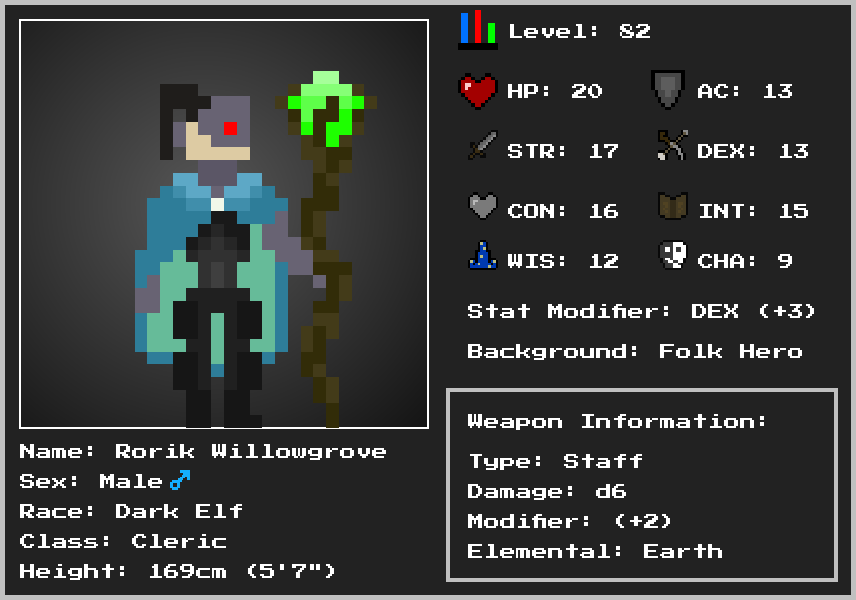 Level: 82
HP: 20 AC: 13
STR: 17 DEX: 13
CON: 16 INT: 15
WIS: 12 CHA: 9
Stat Modifier: DEX (+3)
Background: Folk Hero
Weapon Information:
Type: Staff
Damage: d6
Modifier: (+2)
Elemental: Earth
Name: Rorik Willowgrove
Sex: Male ♂
Race: Dark Elf
Class: Cleric
Height: 169cm (5'7")